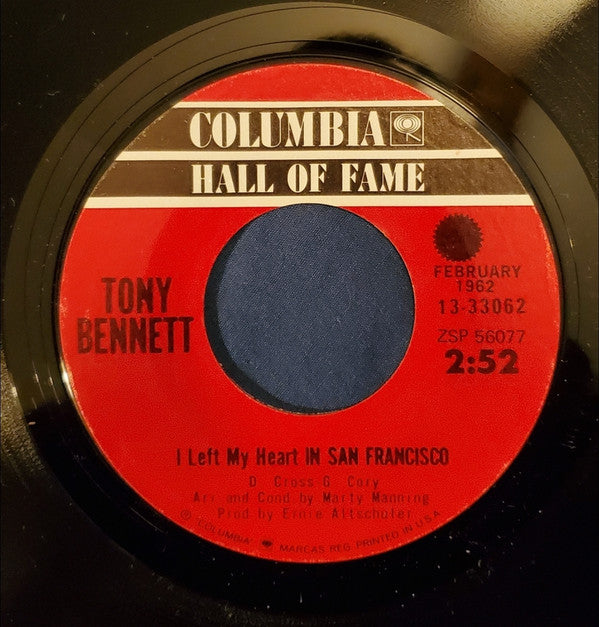 COLUMBIA
HALL OF FAME
TONY
BENNETT
FEBRUARY
1962
13-33062
ZSP 56077
2:52
I Left My Heart IN SAN FRANCISCO
D. Cross G. Cory
Arr and Cond by Marty Manning
Prod by Ernie Altschuler
Ⓟ "COLUMBIA" MARCAS REG. PRINTED IN U.S.A.